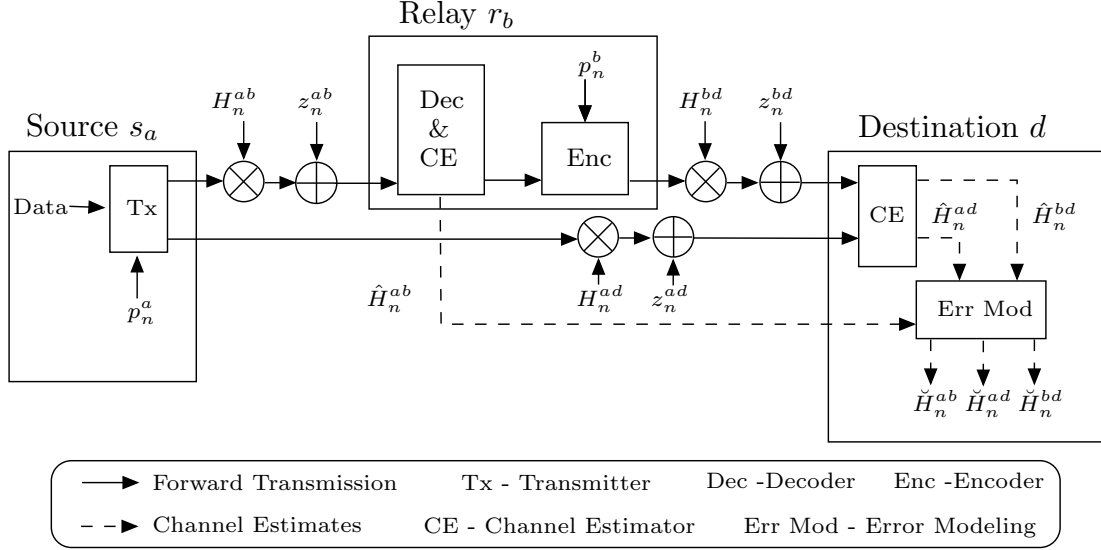 Relay $r_b$
$H_n^{ab}$ $z_n^{ab}$ $p_n^b$ $H_n^{bd}$ $z_n^{bd}$
Source $s_a$ Destination $d$
Dec
&
CE
Enc
Data Tx CE
$\hat{H}_n^{ad}$ $\hat{H}_n^{bd}$
$p_n^a$ $\hat{H}_n^{ab}$ $H_n^{ad}$ $z_n^{ad}$ Err Mod
$\breve{H}_n^{ab}$ $\breve{H}_n^{ad}$ $\breve{H}_n^{bd}$
Forward Transmission Tx - Transmitter Dec -Decoder Enc -Encoder
Channel Estimates CE - Channel Estimator Err Mod - Error Modeling